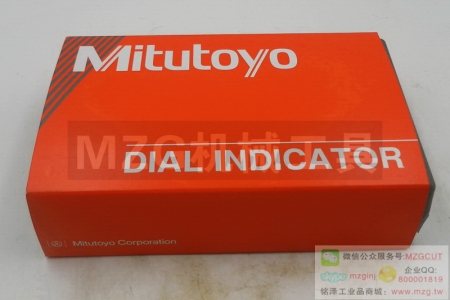 Mitutoyo
MZG机械工具
DIAL INDICATOR
Mitutoyo Corporation
微信公众服务号:MZGCUT
mzginj 企业QQ:
800001819
铭泽工业品商城: www.mzg.tw